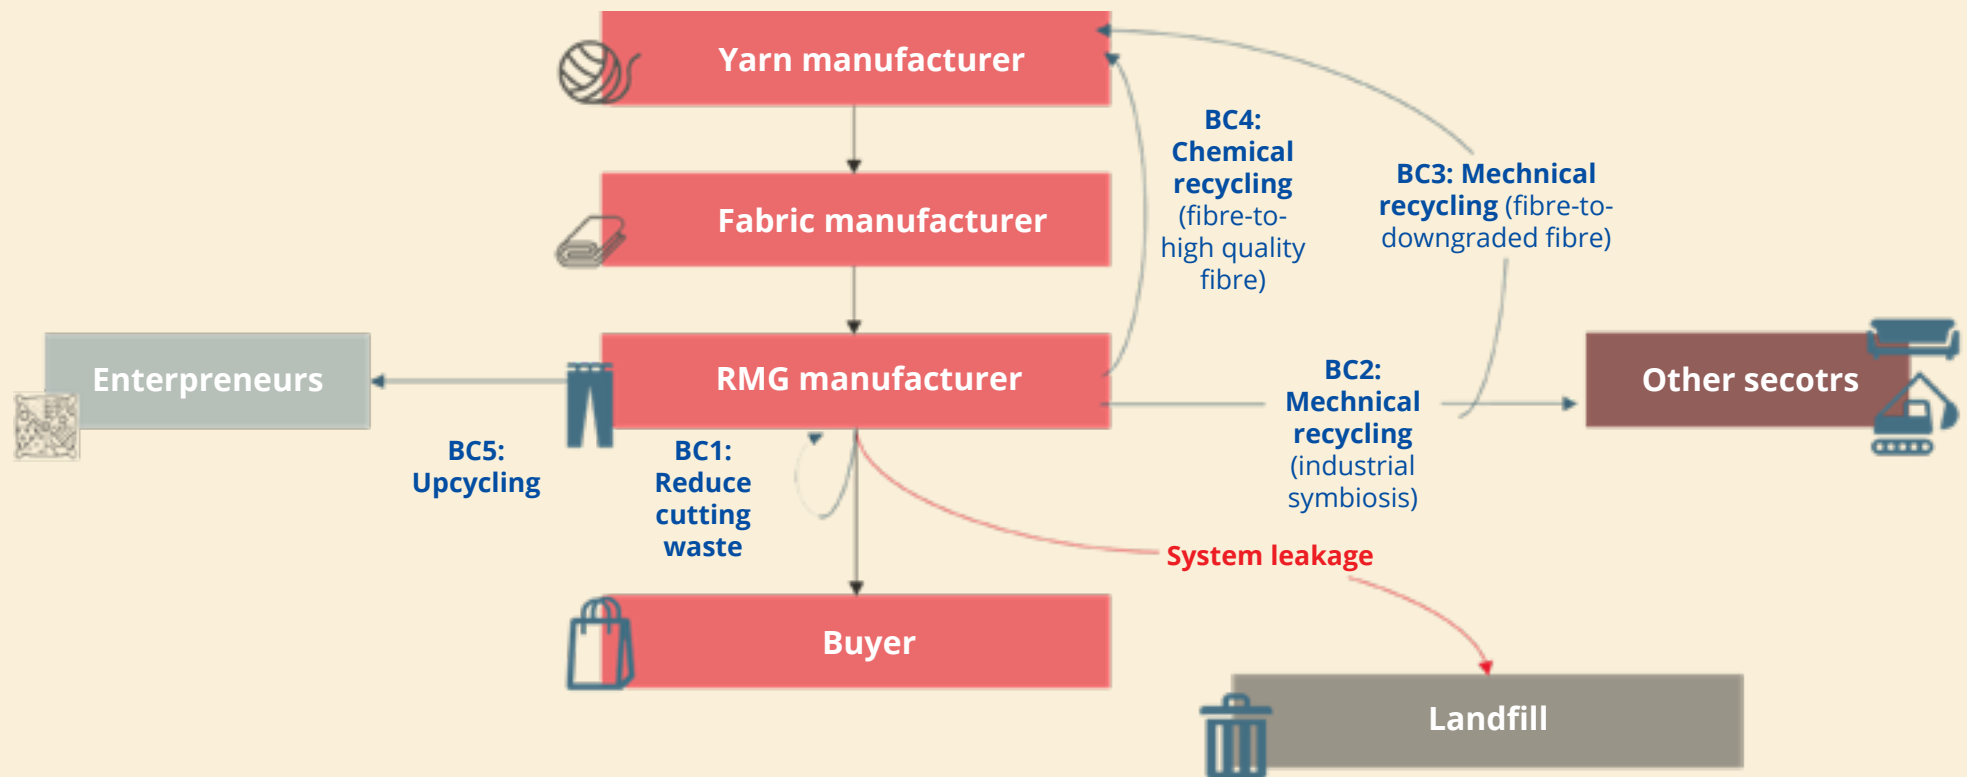 Yarn manufacturer
BC4:
Chemical
recycling
(fibre-to-
high quality
fibre)
BC3: Mechnical
recycling (fibre-to-
downgraded fibre)
Fabric manufacturer
Enterpreneurs
RMG manufacturer
BC2:
Mechnical
recycling
(industrial
symbiosis)
Other secotrs
BC5:
Upcycling
BC1:
Reduce
cutting
waste
System leakage
Buyer
Landfill